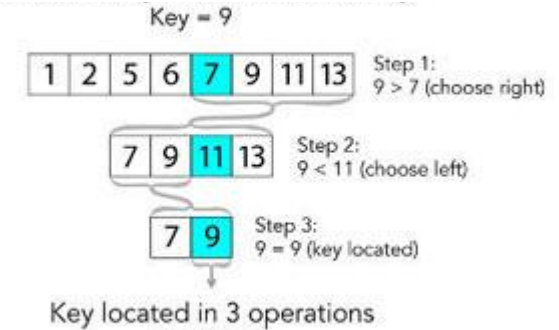 Key = 9
1 2 5 6 7 9 11 13
Step 1:
9 > 7 (choose right)
7 9 11 13
Step 2:
9 < 11 (choose left)
7 9
Step 3:
9 = 9 (key located)
Key located in 3 operations